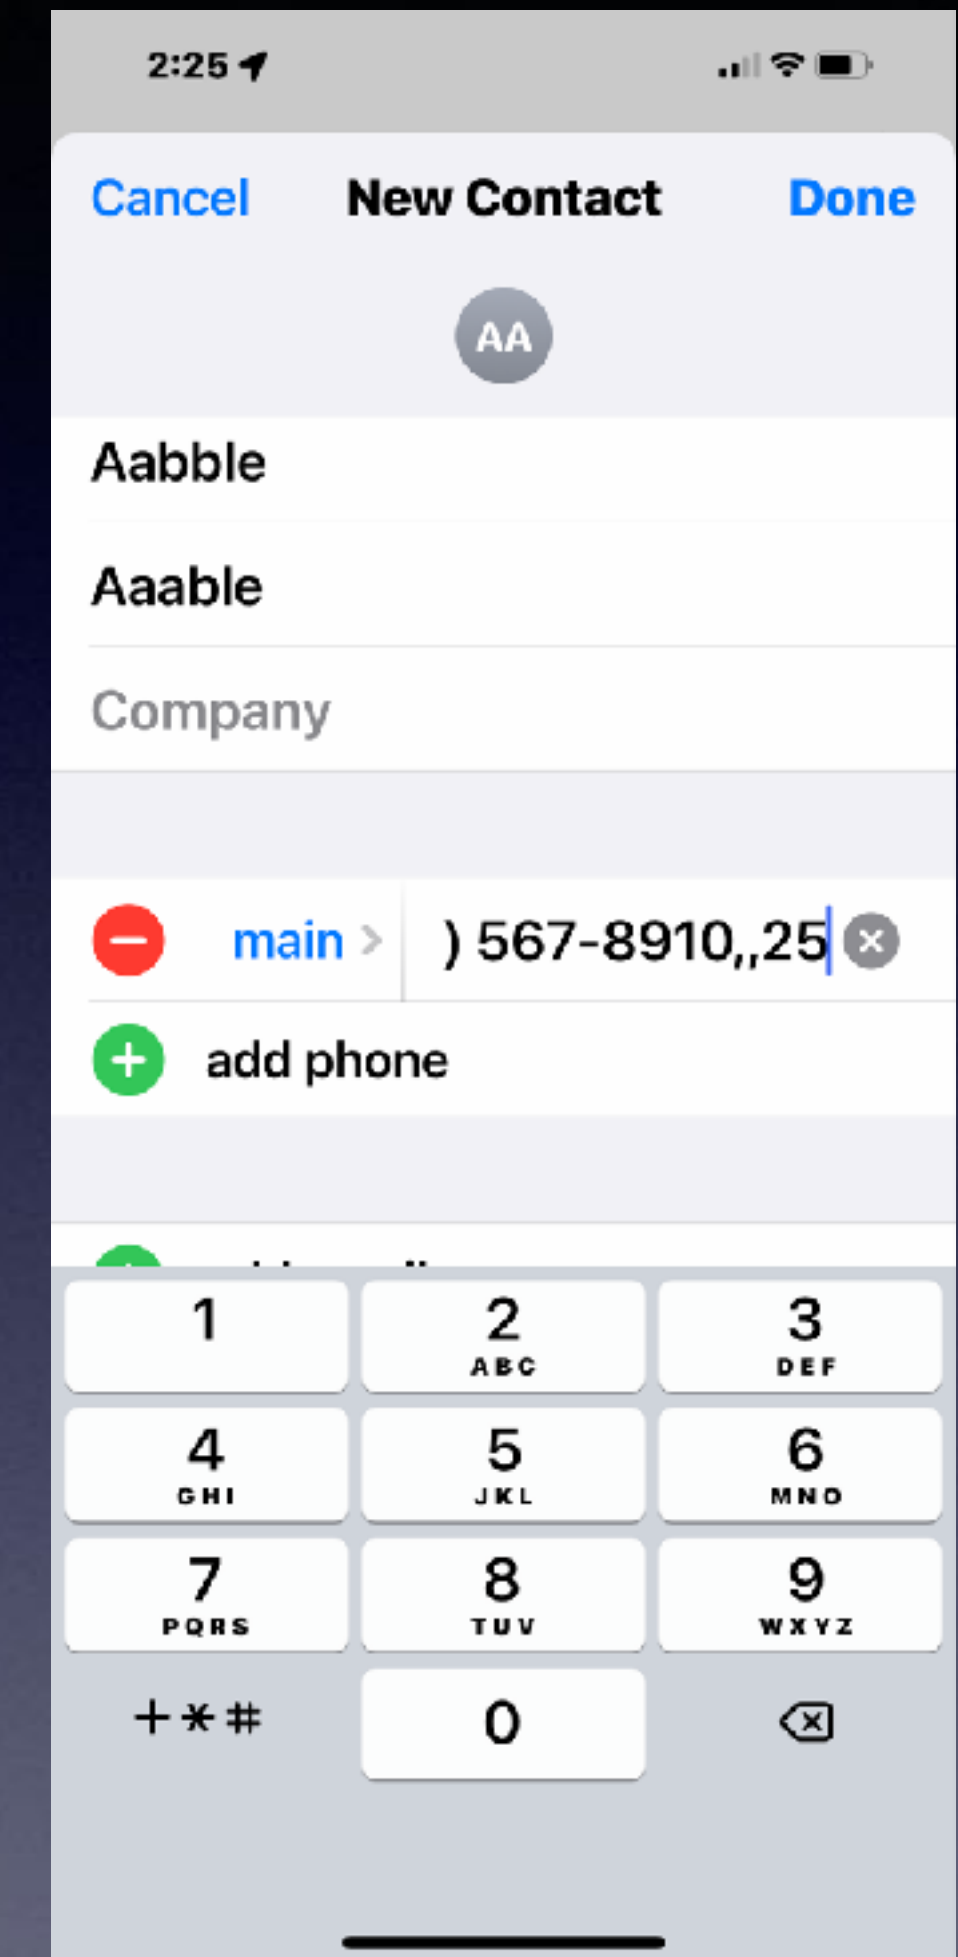 2:25
Cancel New Contact Done
AA
Aabble
Aaable
Company
main ) 567-8910,,25
add phone
1 2 3
ABC DEF
4 5 6
GHI JKL MNO
7 8 9
PQRS TUV WXYZ
+*# 0